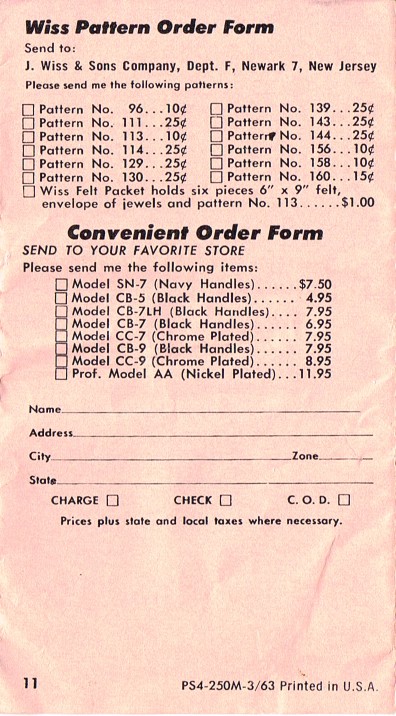 Wiss Pattern Order Form
Send to:
J. Wiss & Sons Company, Dept. F, Newark 7, New Jersey
Please send me the following patterns:
Pattern No. 96...10¢ Pattern No. 139...25¢
Pattern No. 111...25¢ Pattern No. 143...25¢
Pattern No. 113...10¢ Pattern No. 144...25¢
Pattern No. 114...25¢ Pattern No. 156...10¢
Pattern No. 129...25¢ Pattern No. 158...10¢
Pattern No. 130...25¢ Pattern No. 160...15¢
Wiss Felt Packet holds six pieces 6″ x 9″ felt,
envelope of jewels and pattern No. 113......$1.00
Convenient Order Form
SEND TO YOUR FAVORITE STORE
Please send me the following items:
Model SN-7 (Navy Handles)......$7.50
Model CB-5 (Black Handles)...... 4.95
Model CB-7LH (Black Handles).... 7.95
Model CB-7 (Black Handles)...... 6.95
Model CC-7 (Chrome Plated)...... 7.95
Model CB-9 (Black Handles)...... 7.95
Model CC-9 (Chrome Plated)...... 8.95
Prof. Model AA (Nickel Plated)...11.95
Name
Address
City Zone
State
CHARGE CHECK C. O. D.
Prices plus state and local taxes where necessary.
11 PS4-250M-3/63 Printed in U.S.A.